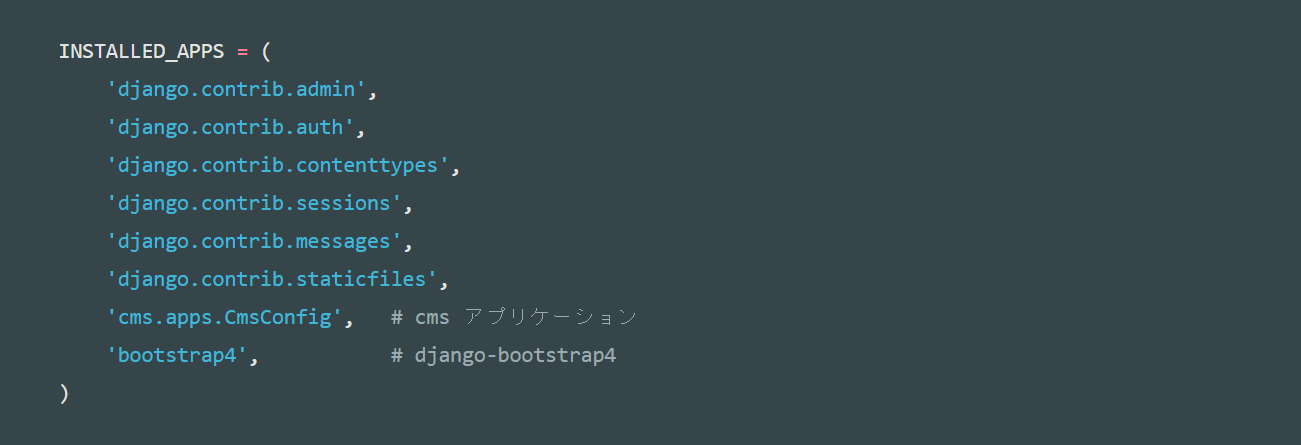 INSTALLED_APPS = (
    'django.contrib.admin',
    'django.contrib.auth',
    'django.contrib.contenttypes',
    'django.contrib.sessions',
    'django.contrib.messages',
    'django.contrib.staticfiles',
    'cms.apps.CmsConfig',   # cms アプリケーション
    'bootstrap4',           # django-bootstrap4
)